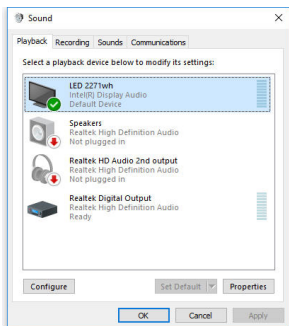 Sound
Playback Recording Sounds Communications
Select a playback device below to modify its settings:
LED 2271wh
Intel(R) Display Audio
Default Device
Speakers
Realtek High Definition Audio
Not plugged in
Realtek HD Audio 2nd output
Realtek High Definition Audio
Not plugged in
Realtek Digital Output
Realtek High Definition Audio
Ready
Configure Set Default Properties
OK Cancel Apply